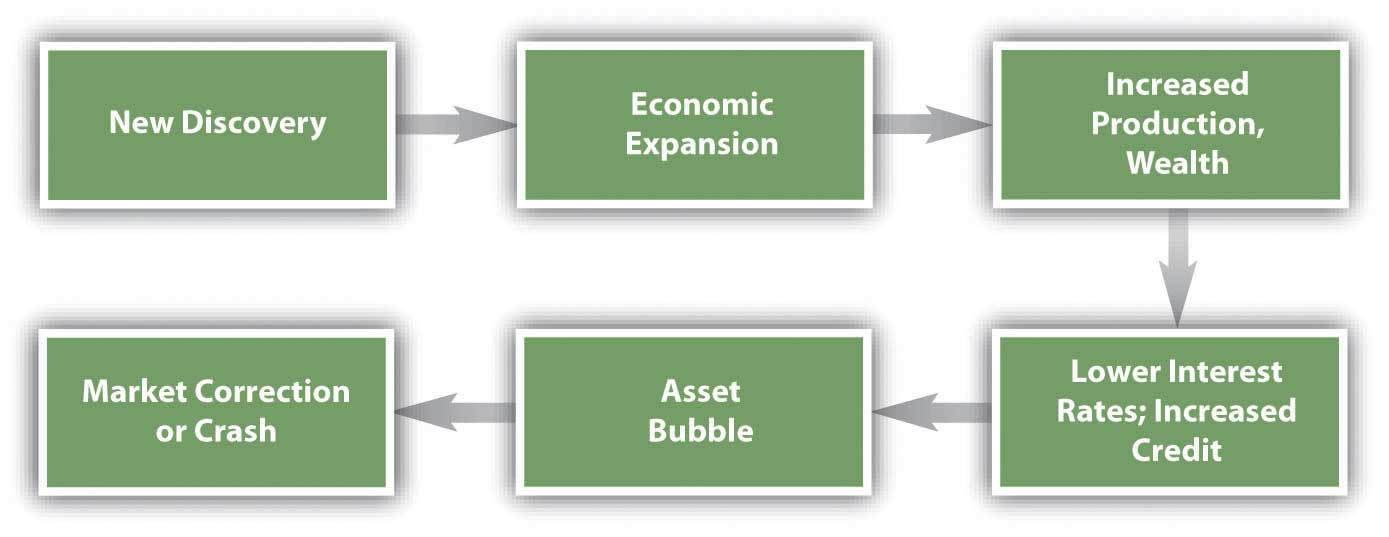 New Discovery
Economic
Expansion
Increased
Production,
Wealth
Lower Interest
Rates; Increased
Credit
Asset
Bubble
Market Correction
or Crash